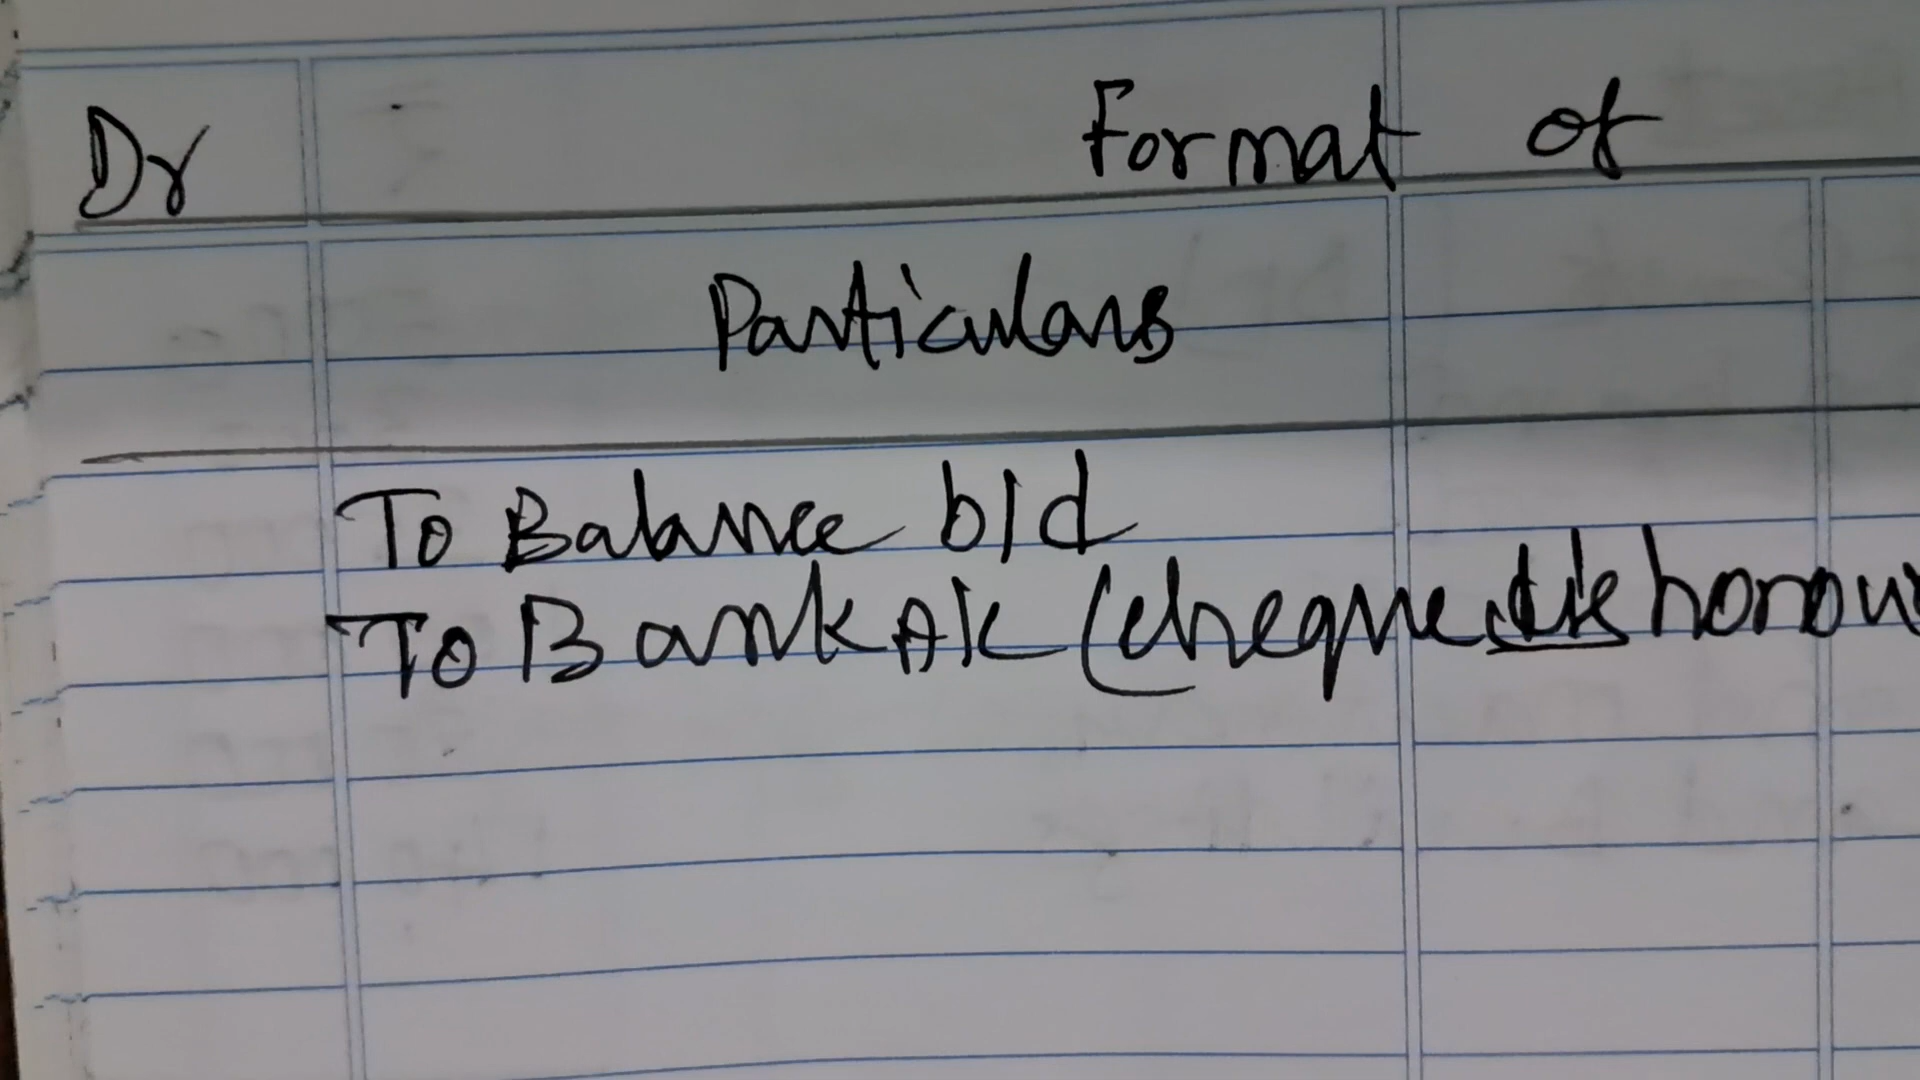 Dr Format of
Particulars
To Balance b/d
To Bank A/c (cheque dishonou